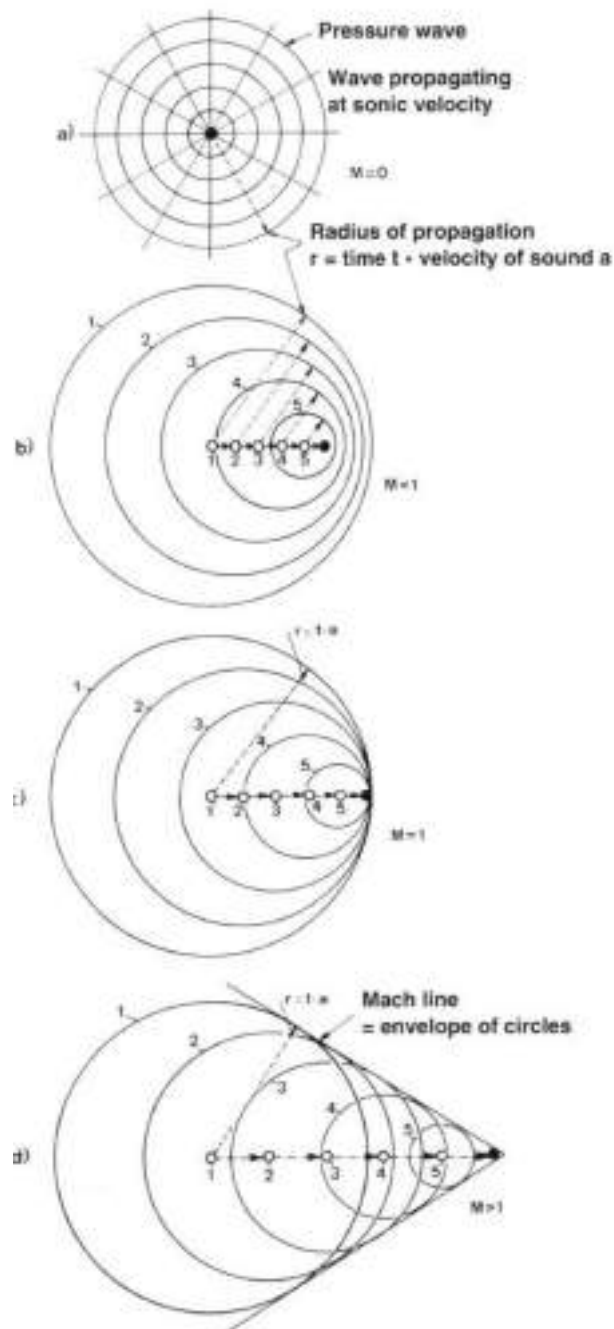 Pressure wave
Wave propagating
at sonic velocity
a)
M=0
Radius of propagation
r = time t · velocity of sound a
1
2
3
4
5
b)
1 2 3 4 5
M<1
r = t·a
1
2
3
4
5
c)
1 2 3 4 5
M=1
r = t·a
Mach line
= envelope of circles
1
2
3
4
5
d)
1 2 3 4 5
M>1